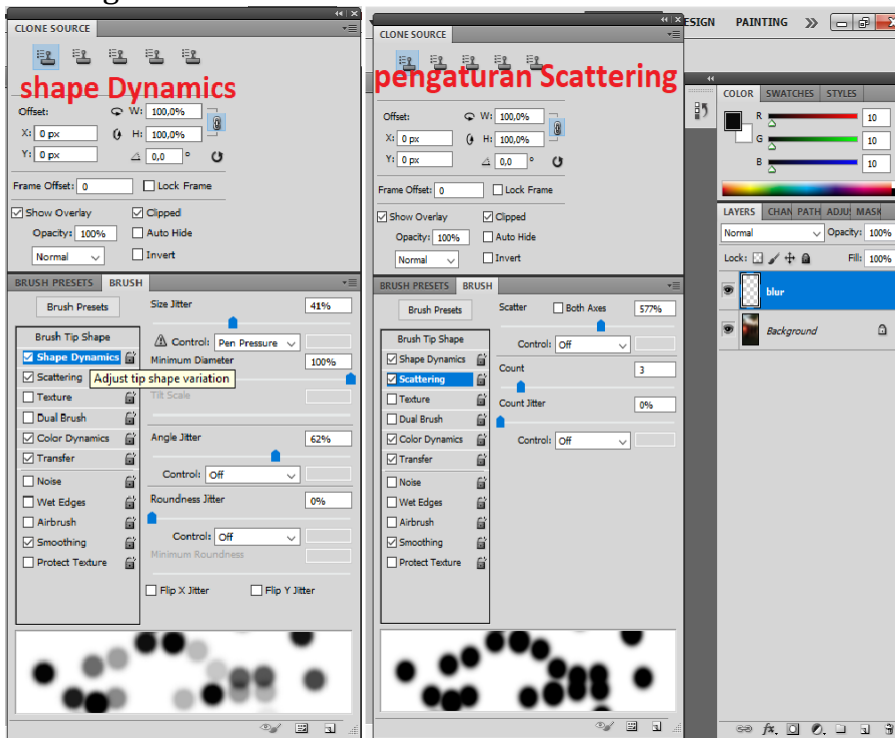 CLONE SOURCE
shape Dynamics
Offset:
W: 100,0%
X: 0 px
H: 100,0%
Y: 0 px
0,0 °
Frame Offset: 0
Lock Frame
Show Overlay
Clipped
Opacity: 100%
Auto Hide
Normal
Invert
BRUSH PRESETS
BRUSH
Brush Presets
Size Jitter
41%
Brush Tip Shape
Control: Pen Pressure
Shape Dynamics
Minimum Diameter
100%
Scattering
Adjust tip shape variation
Tilt Scale
Texture
Dual Brush
Color Dynamics
Angle Jitter
62%
Transfer
Control: Off
Noise
Roundness Jitter
0%
Wet Edges
Airbrush
Control: Off
Smoothing
Minimum Roundness
Protect Texture
Flip X Jitter
Flip Y Jitter
CLONE SOURCE
pengaturan Scattering
Offset:
W: 100,0%
X: 0 px
H: 100,0%
Y: 0 px
0,0 °
Frame Offset: 0
Lock Frame
Show Overlay
Clipped
Opacity: 100%
Auto Hide
Normal
Invert
BRUSH PRESETS
BRUSH
Brush Presets
Scatter
Both Axes
577%
Brush Tip Shape
Control: Off
Shape Dynamics
Count
3
Scattering
Texture
Count Jitter
0%
Dual Brush
Color Dynamics
Control: Off
Transfer
Noise
Wet Edges
Airbrush
Smoothing
Protect Texture
ESIGN
PAINTING
COLOR
SWATCHES
STYLES
R
10
G
10
B
10
LAYERS
CHAN
PATH
ADJU
MASK
Normal
Opacity: 100%
Lock:
Fill: 100%
blur
Background